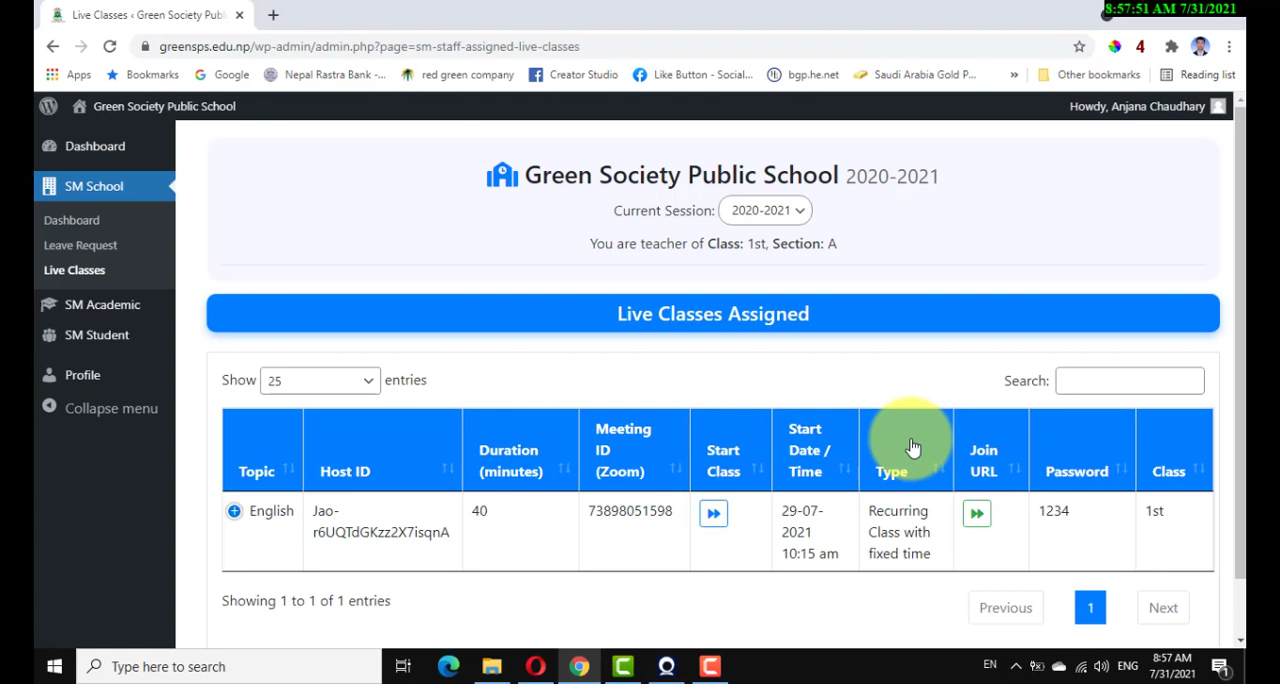 8:57:51 AM 7/31/2021
Live Classes ‹ Green Society Publi
greensps.edu.np/wp-admin/admin.php?page=sm-staff-assigned-live-classes
4
Apps Bookmarks Google Nepal Rastra Bank -... red green company Creator Studio Like Button - Social... bgp.he.net Saudi Arabia Gold P... » Other bookmarks Reading list
Green Society Public School
Howdy, Anjana Chaudhary
Dashboard
SM School
Dashboard
Leave Request
Live Classes
SM Academic
SM Student
Profile
Collapse menu
Green Society Public School 2020-2021
Current Session: 2020-2021
You are teacher of Class: 1st, Section: A
Live Classes Assigned
Show 25 entries
Search:
Topic
Host ID
Duration
(minutes)
Meeting
ID
(Zoom)
Start
Class
Start
Date /
Time
Type
Join
URL
Password
Class
English
Jao-
r6UQTdGKzz2X7isqnA
40
73898051598
29-07-
2021
10:15 am
Recurring
Class with
fixed time
1234
1st
Showing 1 to 1 of 1 entries
Previous 1 Next
Type here to search
EN
ENG
8:57 AM
7/31/2021
1